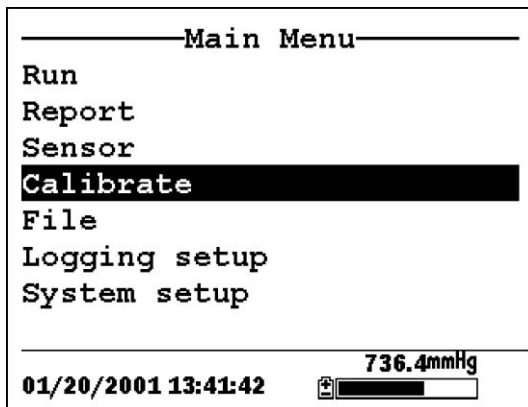 Main Menu
Run
Report
Sensor
Calibrate
File
Logging setup
System setup
736.4mmHg
01/20/2001 13:41:42